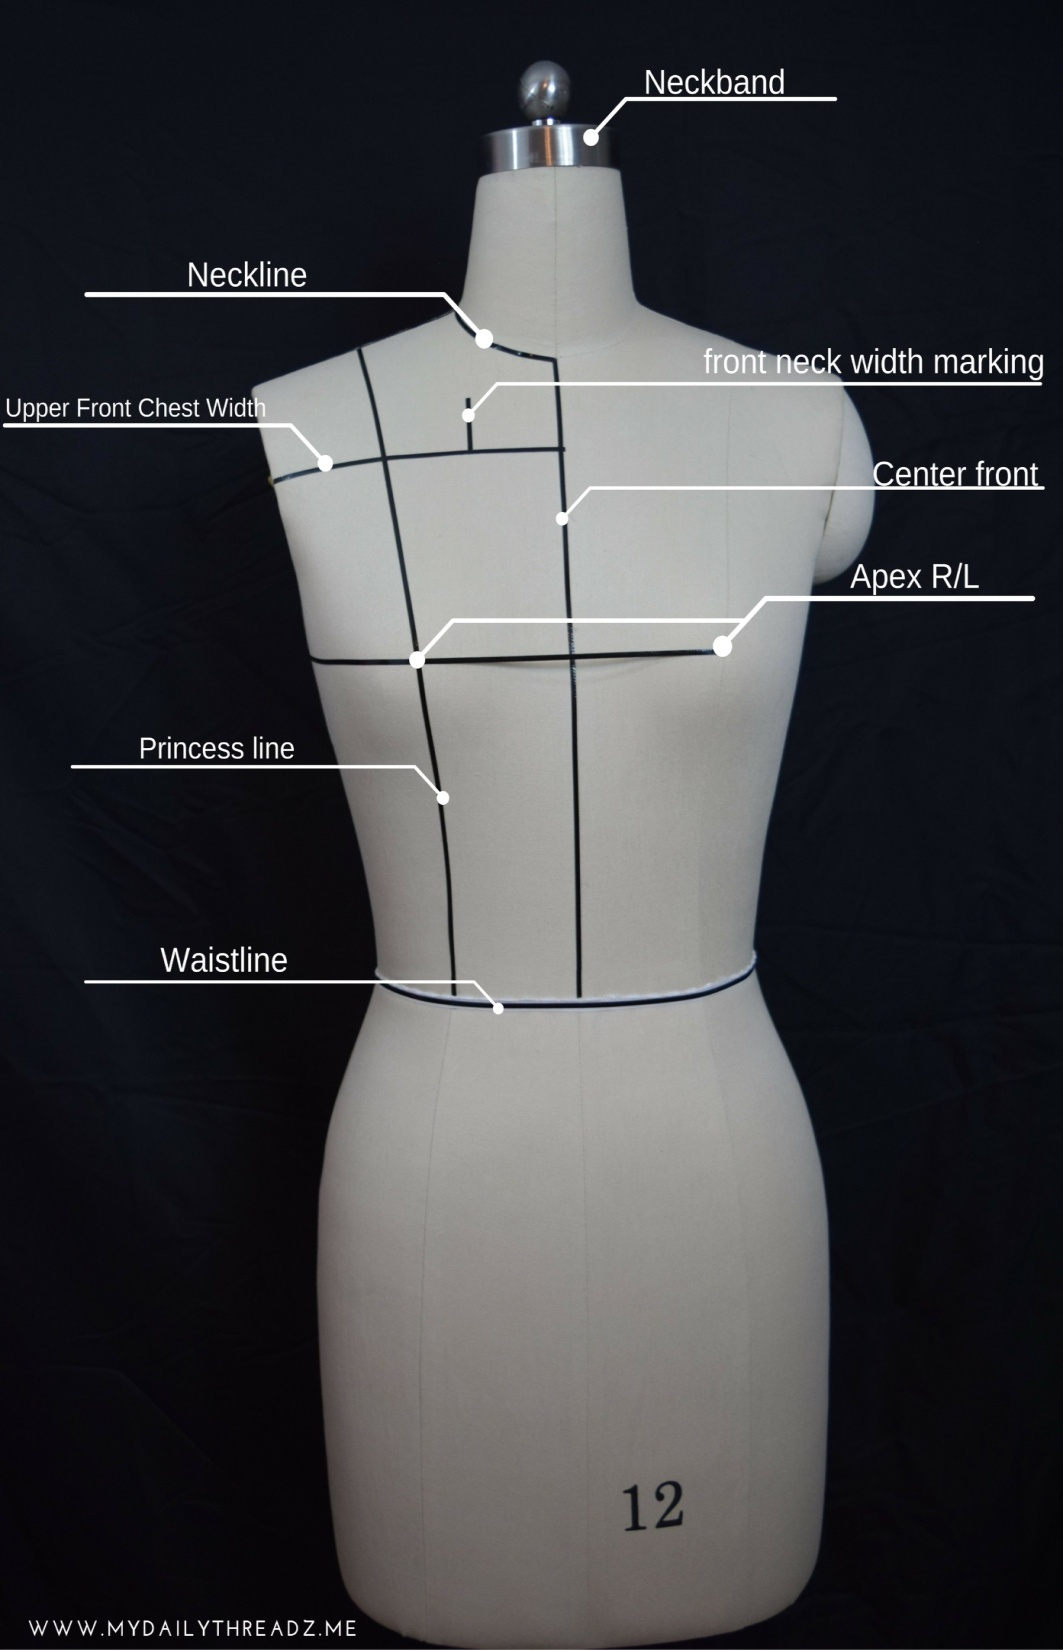 Neckband
Neckline
front neck width marking
Upper Front Chest Width
Center front
Apex R/L
Princess line
Waistline
12
WWW.MYDAILYTHREADZ.ME